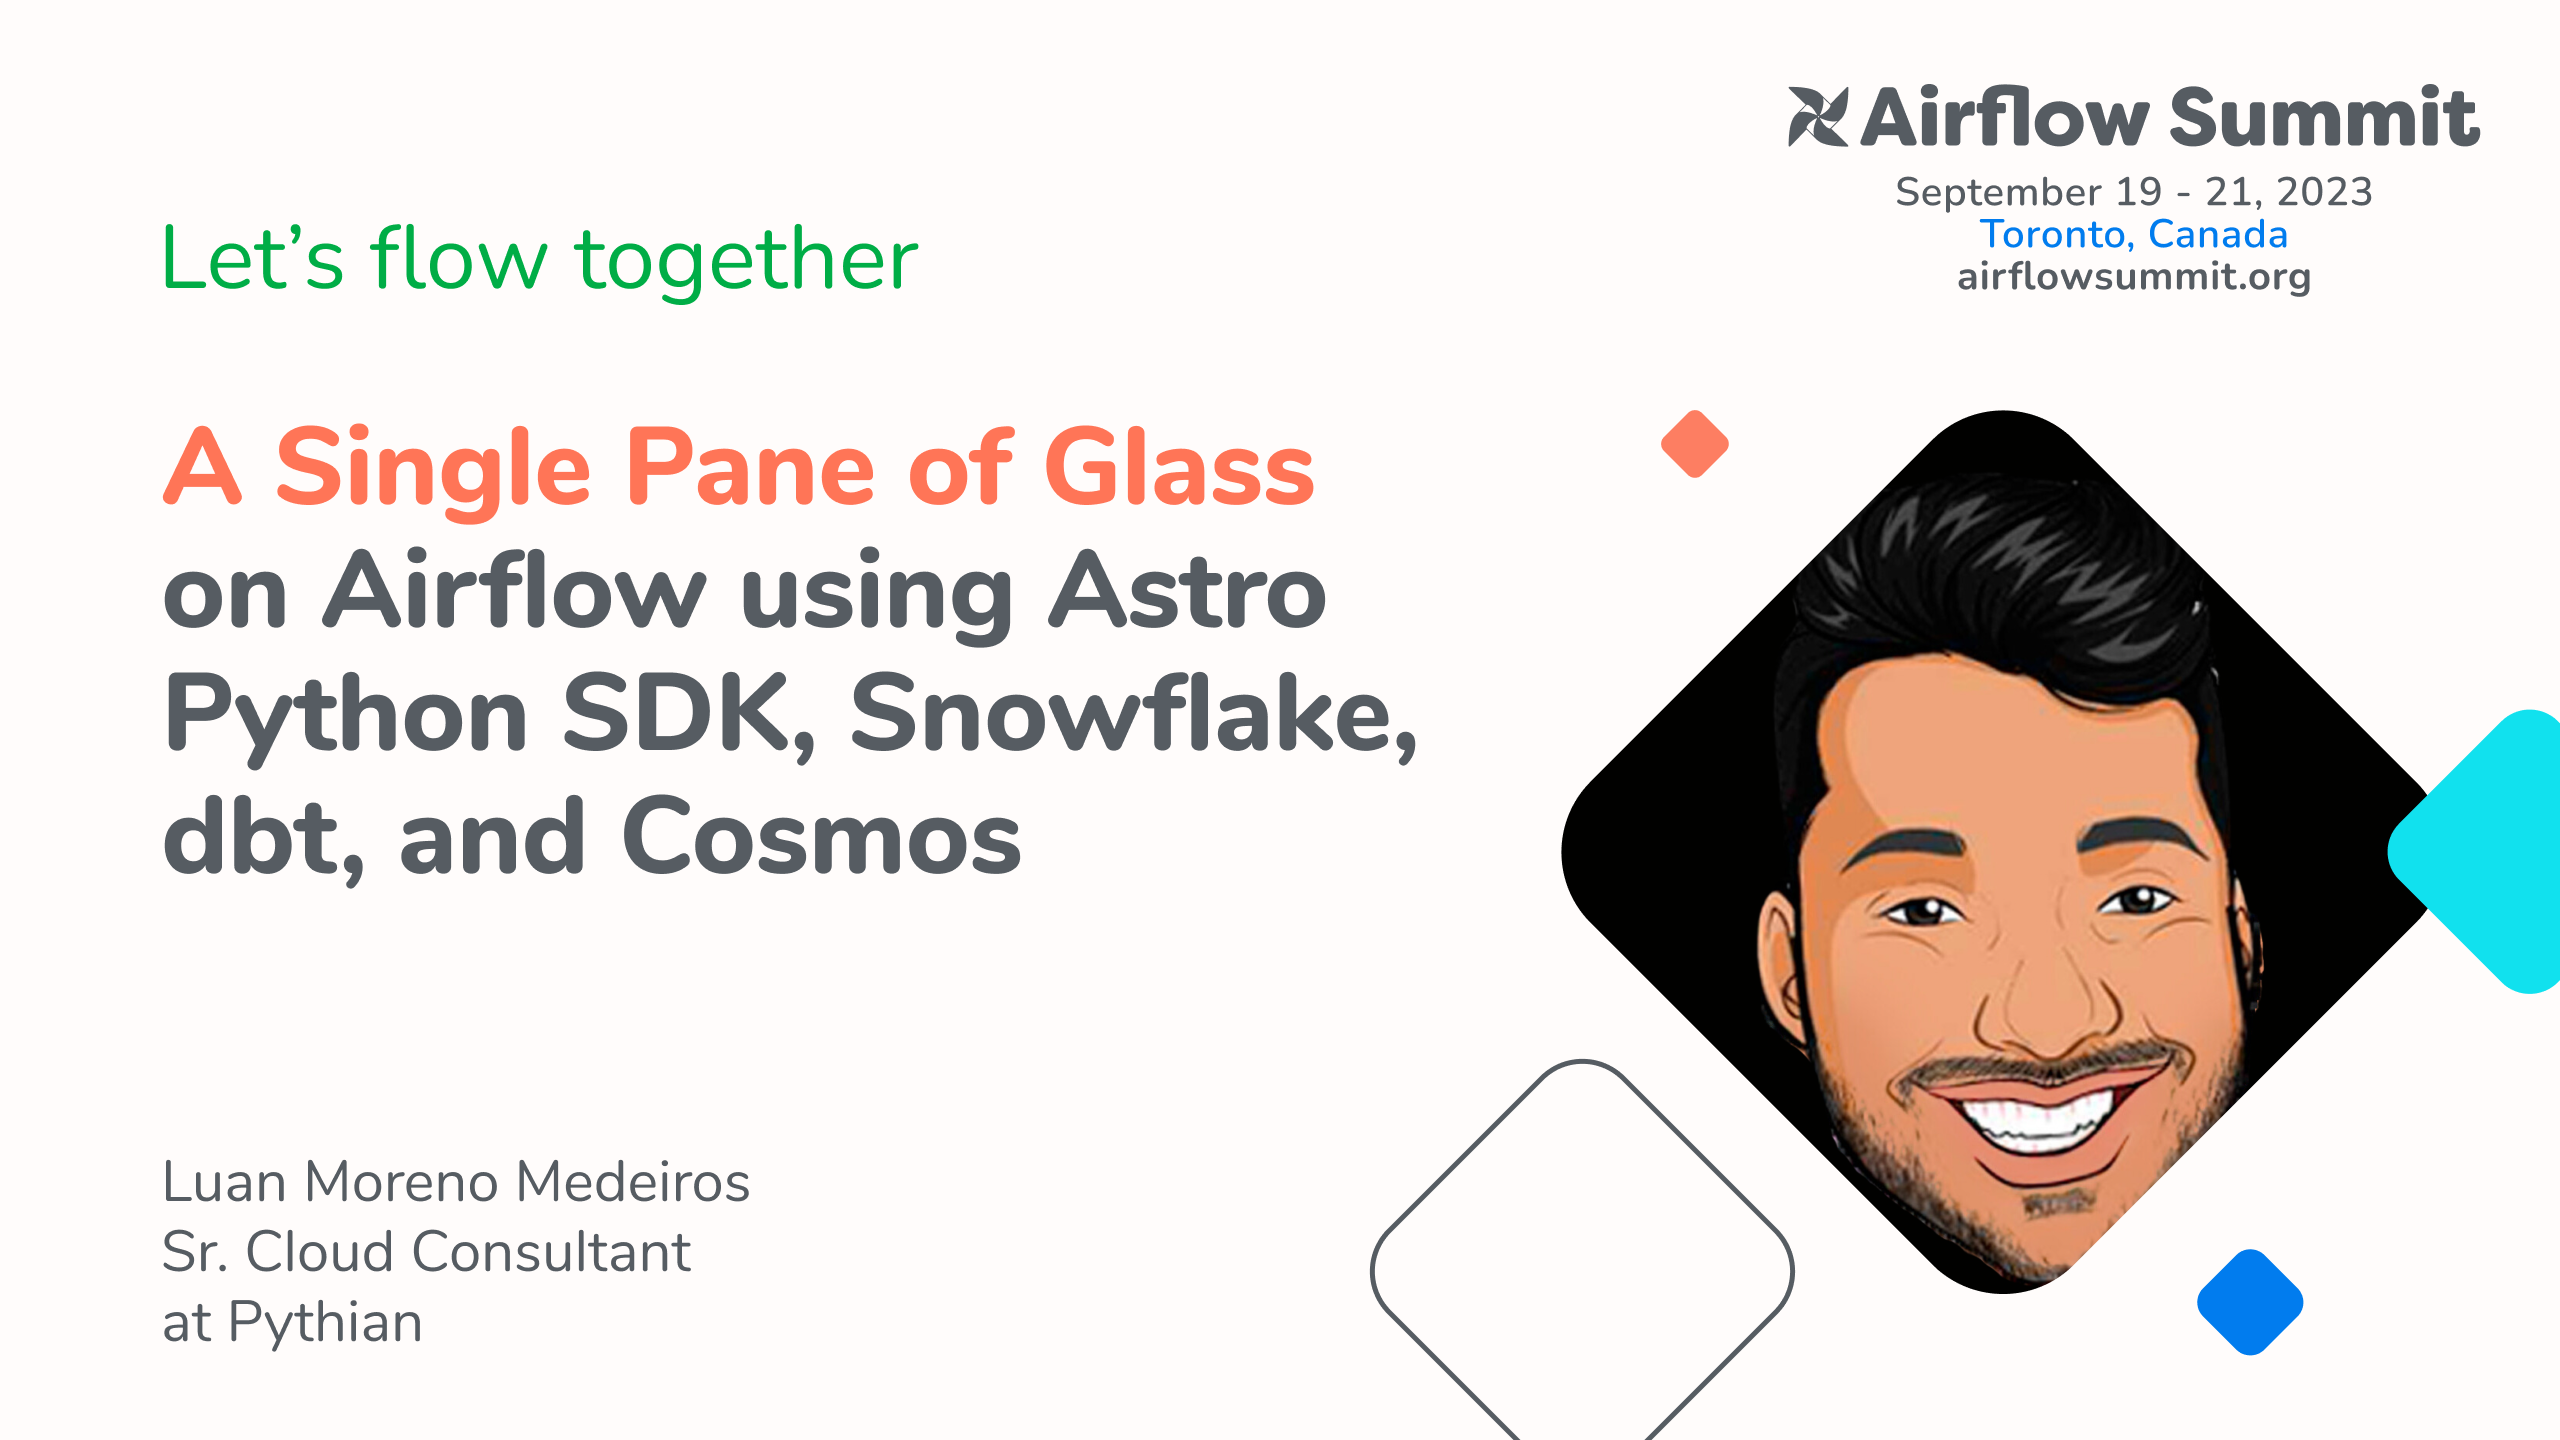 Airflow Summit
September 19 - 21, 2023
Toronto, Canada
airflowsummit.org
Let’s flow together
A Single Pane of Glass
on Airflow using Astro
Python SDK, Snowflake,
dbt, and Cosmos
Luan Moreno Medeiros
Sr. Cloud Consultant
at Pythian